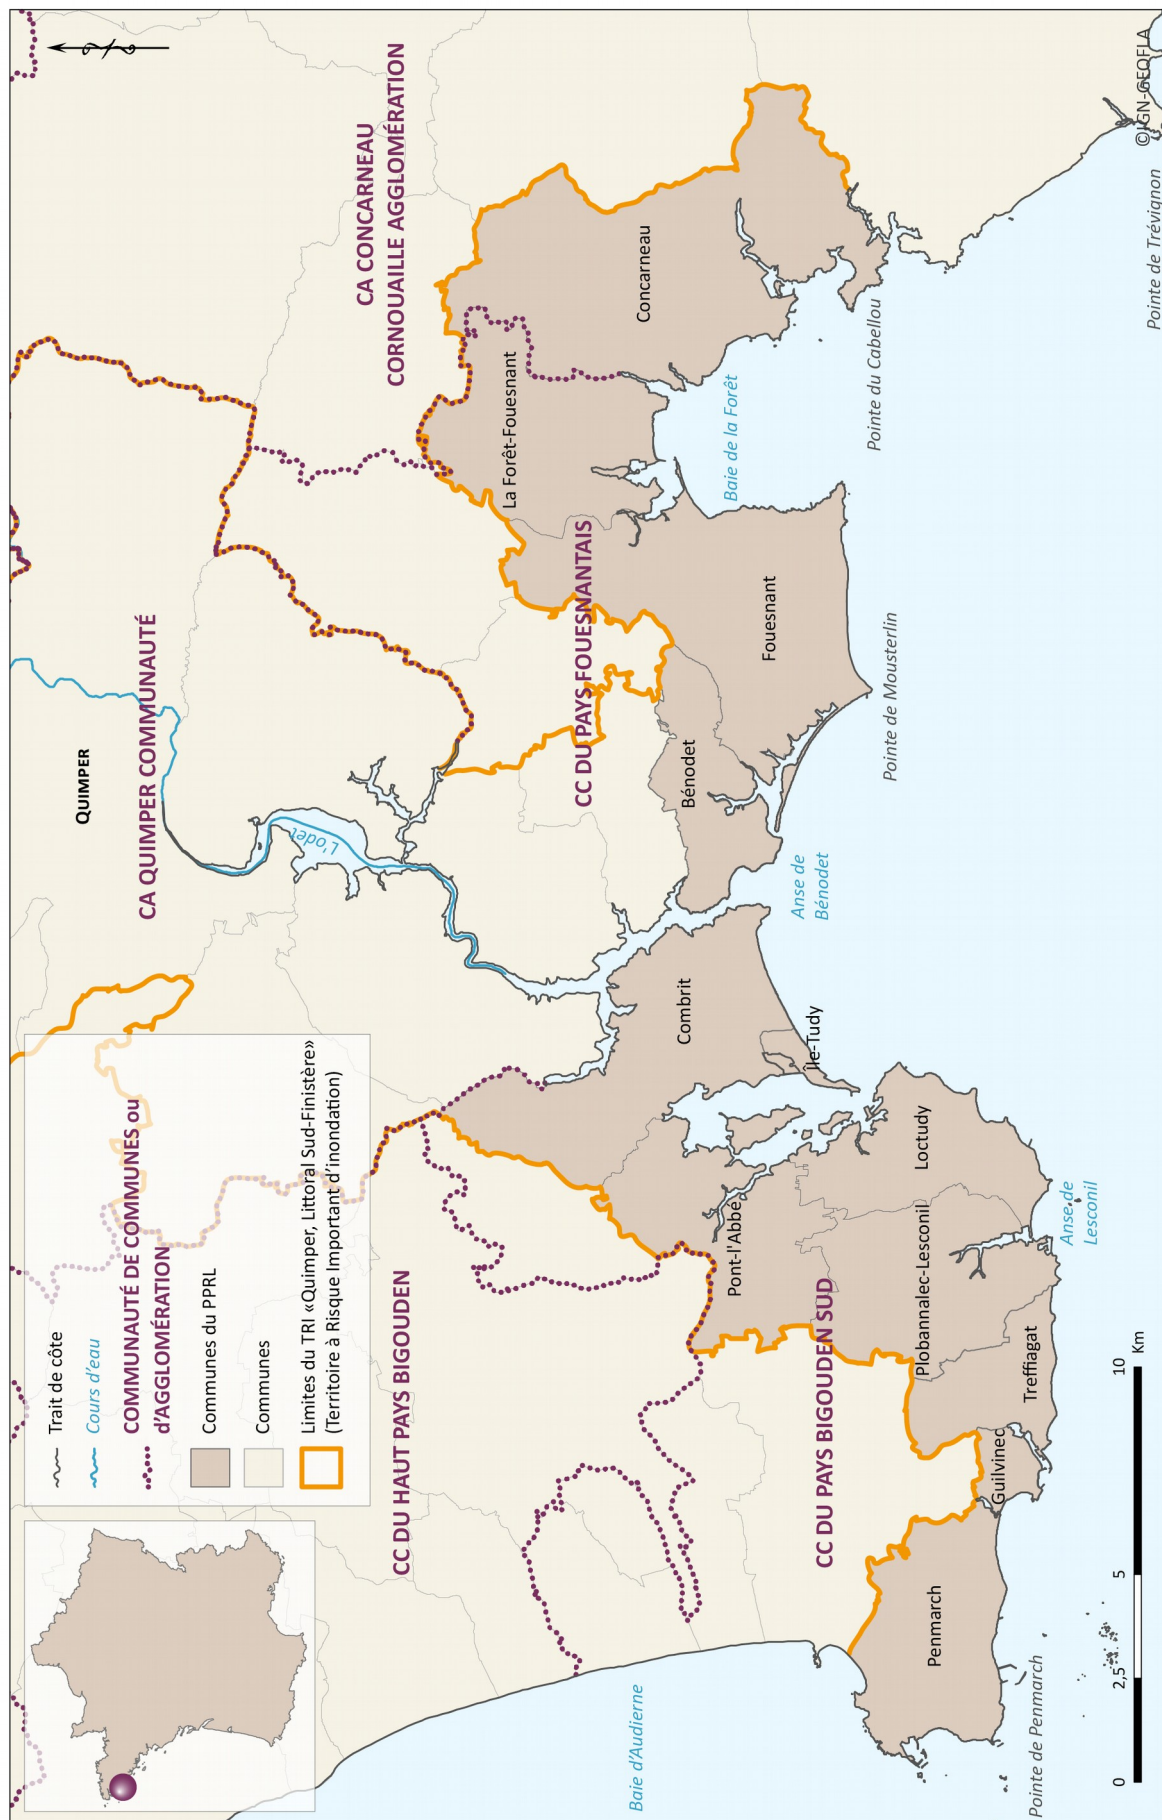 Trait de côte
Cours d'eau
COMMUNAUTÉ DE COMMUNES ou
d'AGGLOMÉRATION
Communes du PPRL
Communes
Limites du TRI «Quimper, Littoral Sud-Finistère»
(Territoire à Risque Important d'inondation)
QUIMPER
CA QUIMPER COMMUNAUTÉ
L'odet
CA CONCARNEAU
CORNOUAILLE AGGLOMÉRATION
CC DU HAUT PAYS BIGOUDEN
CC DU PAYS FOUESNANTAIS
La Forêt-Fouesnant
Concarneau
Baie d'Audierne
Combrit
Bénodet
Fouesnant
Baie de la Forêt
Pont-l'Abbé
Île-Tudy
Anse de
Bénodet
CC DU PAYS BIGOUDEN SUD
Pointe de Mousterlin
Pointe du Cabellou
Penmarch
Plobannalec-Lesconil
Loctudy
Guilvinec
Treffiagat
Anse de
Lesconil
Pointe de Penmarch
Pointe de Trévignon
0
2,5
5
10
Km
©IGN-GEOFLA